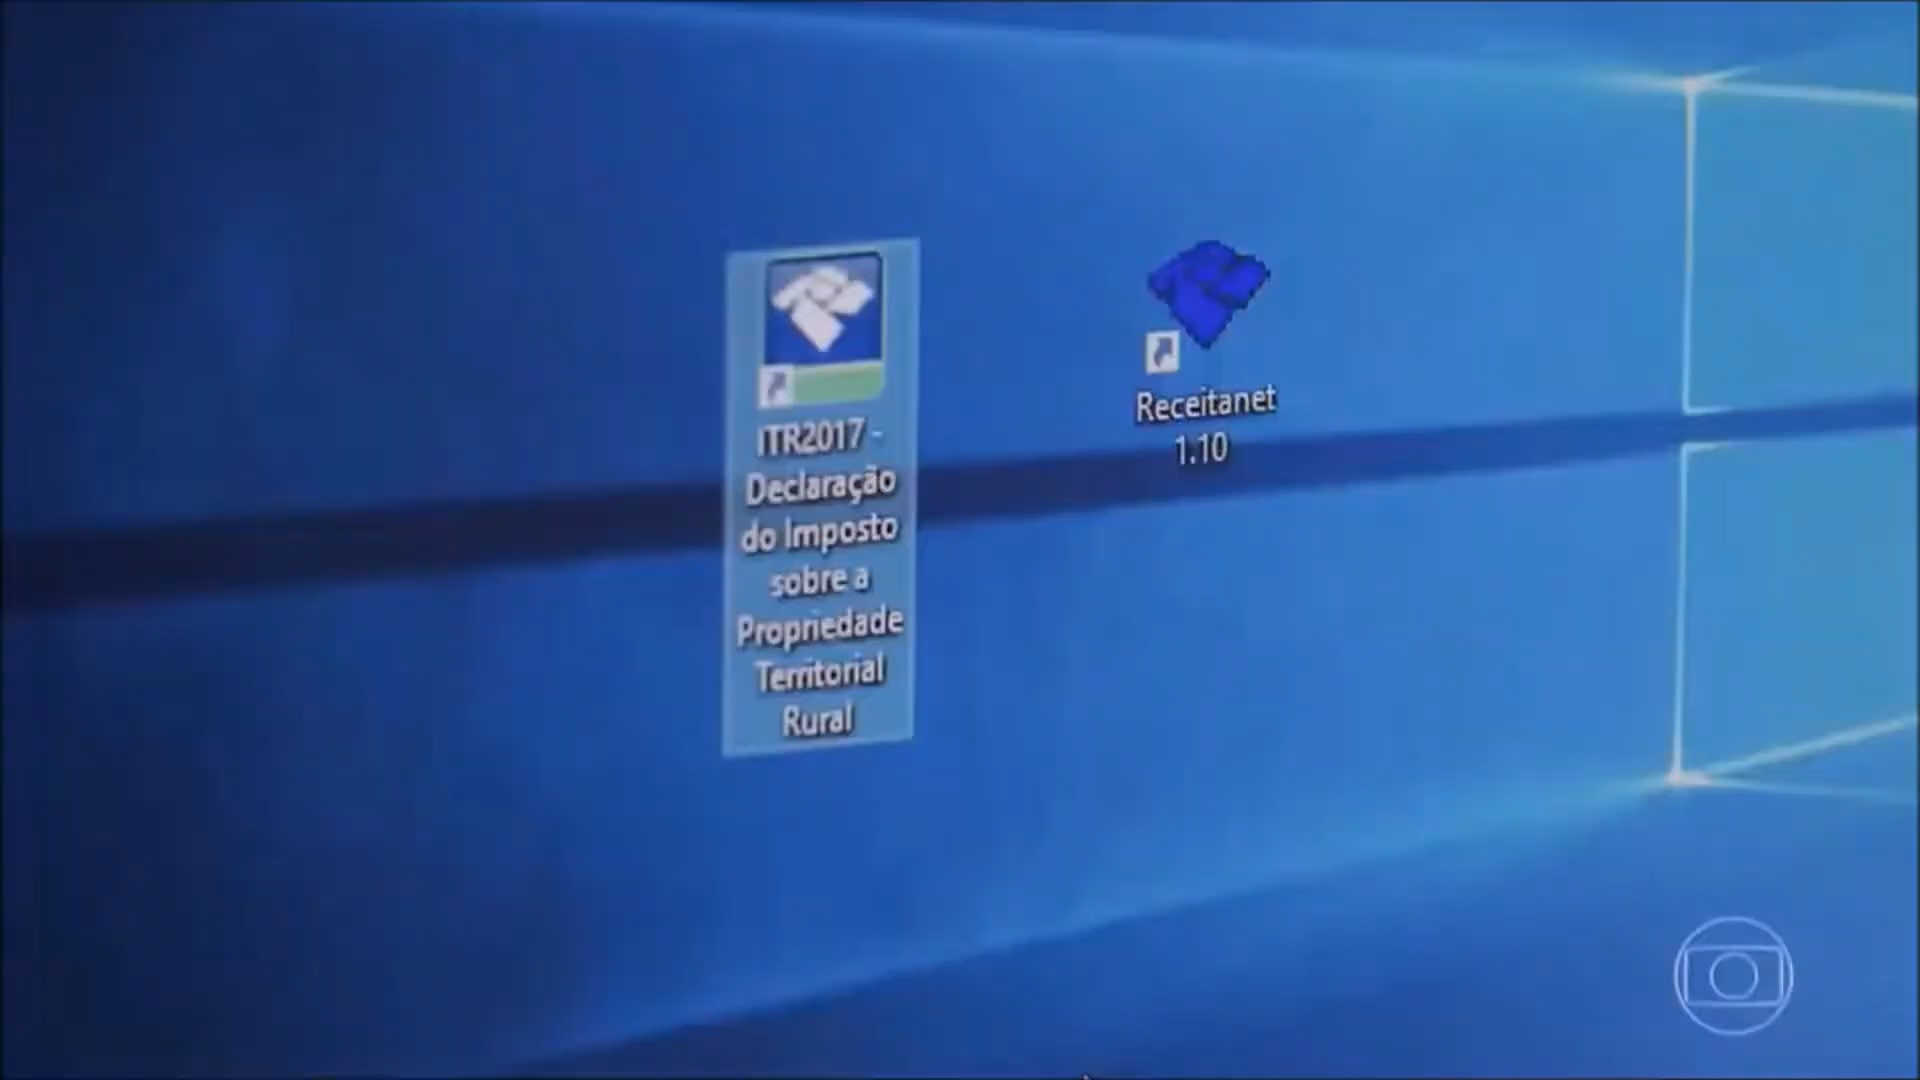 ITR2017 -
Declaração
do Imposto
sobre a
Propriedade
Territorial
Rural
Receitanet
1.10